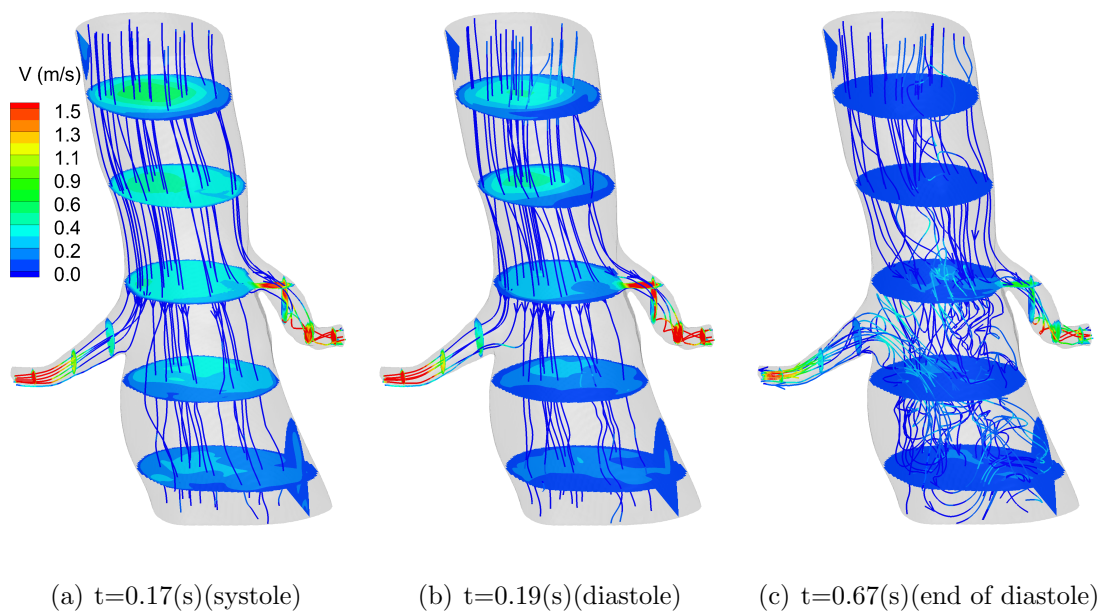 V (m/s)
1.5
1.3
1.1
0.9
0.6
0.4
0.2
0.0
(a) t=0.17(s)(systole)
(b) t=0.19(s)(diastole)
(c) t=0.67(s)(end of diastole)